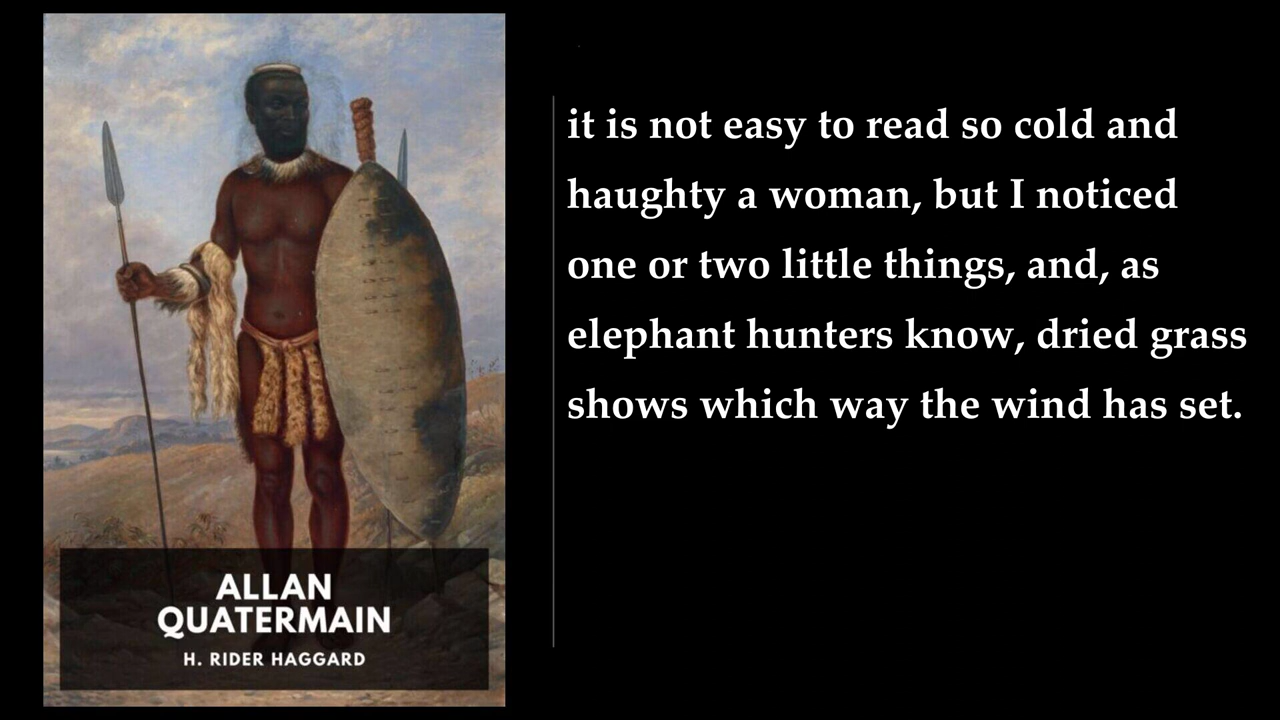 ALLAN
QUATERMAIN
H. RIDER HAGGARD
it is not easy to read so cold and
haughty a woman, but I noticed
one or two little things, and, as
elephant hunters know, dried grass
shows which way the wind has set.